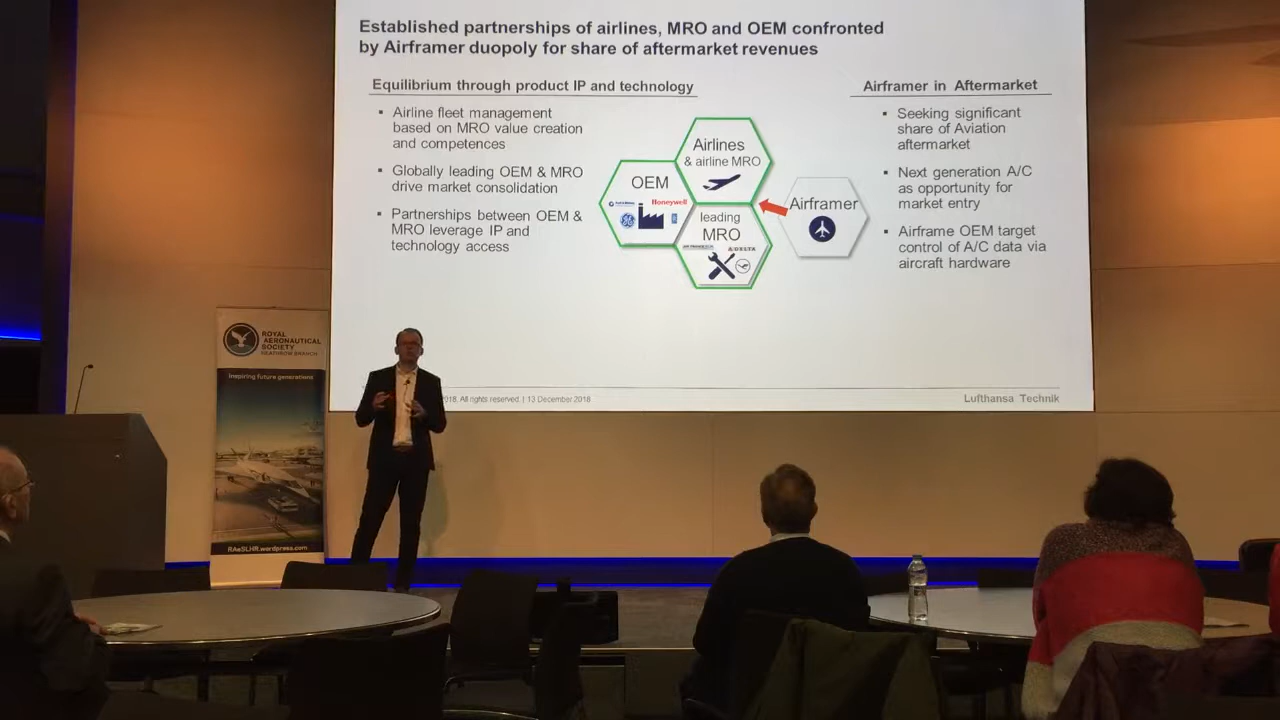 Established partnerships of airlines, MRO and OEM confronted
by Airframer duopoly for share of aftermarket revenues
Equilibrium through product IP and technology
▪ Airline fleet management
based on MRO value creation
and competences
▪ Globally leading OEM & MRO
drive market consolidation
▪ Partnerships between OEM &
MRO leverage IP and
technology access
Airlines
& airline MRO
OEM
Honeywell
leading
MRO
DELTA
Airframer
Airframer in Aftermarket
▪ Seeking significant
share of Aviation
aftermarket
▪ Next generation A/C
as opportunity for
market entry
▪ Airframe OEM target
control of A/C data via
aircraft hardware
2018. All rights reserved. | 13 December 2018
Lufthansa Technik
ROYAL
AERONAUTICAL
SOCIETY
HEATHROW BRANCH
Inspiring future generations
RAeSLHR.wordpress.com